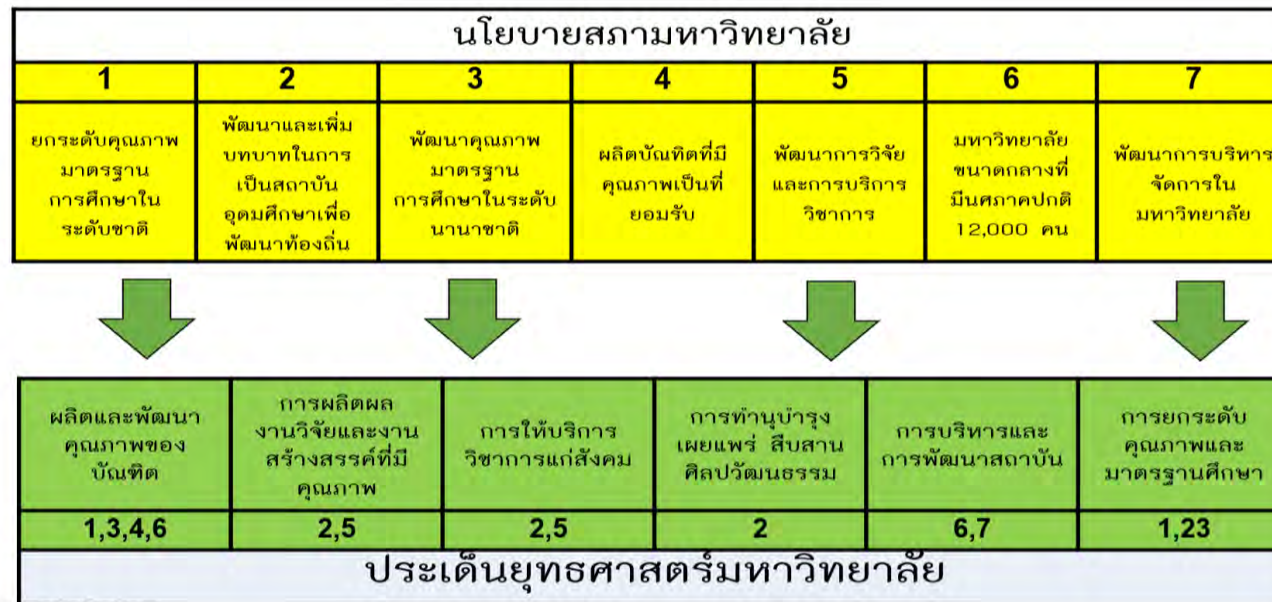 นโยบายสภามหาวิทยาลัย
1
2
3
4
5
6
7
ยกระดับคุณภาพ
มาตรฐาน
การศึกษาใน
ระดับชาติ
พัฒนาและเพิ่ม
บทบาทในการ
เป็นสถาบัน
อุดมศึกษาเพื่อ
พัฒนาท้องถิ่น
พัฒนาคุณภาพ
มาตรฐาน
การศึกษาในระดับ
นานาชาติ
ผลิตบัณฑิตที่มี
คุณภาพเป็นที่
ยอมรับ
พัฒนาการวิจัย
และการบริการ
วิชาการ
มหาวิทยาลัย
ขนาดกลางที่
มีนศภาคปกติ
12,000 คน
พัฒนาการบริหาร
จัดการใน
มหาวิทยาลัย
ผลิตและพัฒนา
คุณภาพของ
บัณฑิต
การผลิตผล
งานวิจัยและงาน
สร้างสรรค์ที่มี
คุณภาพ
การให้บริการ
วิชาการแก่สังคม
การทำนุบำรุง
เผยแพร่ สืบสาน
ศิลปวัฒนธรรม
การบริหารและ
การพัฒนาสถาบัน
การยกระดับ
คุณภาพและ
มาตรฐานศึกษา
1,3,4,6
2,5
2,5
2
6,7
1,23
ประเด็นยุทธศาสตร์มหาวิทยาลัย